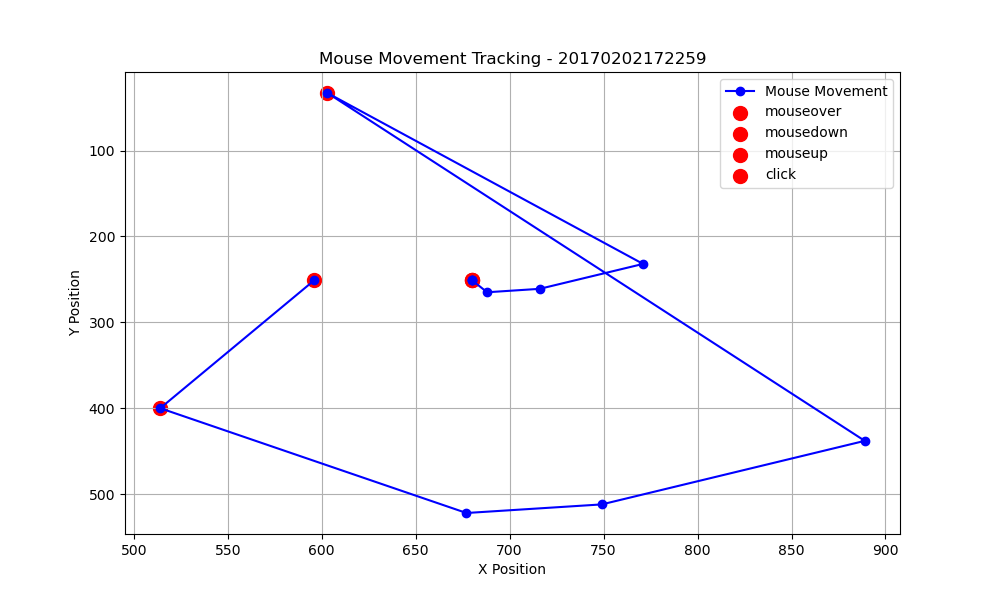 Mouse Movement Tracking - 20170202172259
Mouse Movement
mouseover
mousedown
mouseup
click
100
200
300
400
500
Y Position
500 550 600 650 700 750 800 850 900
X Position